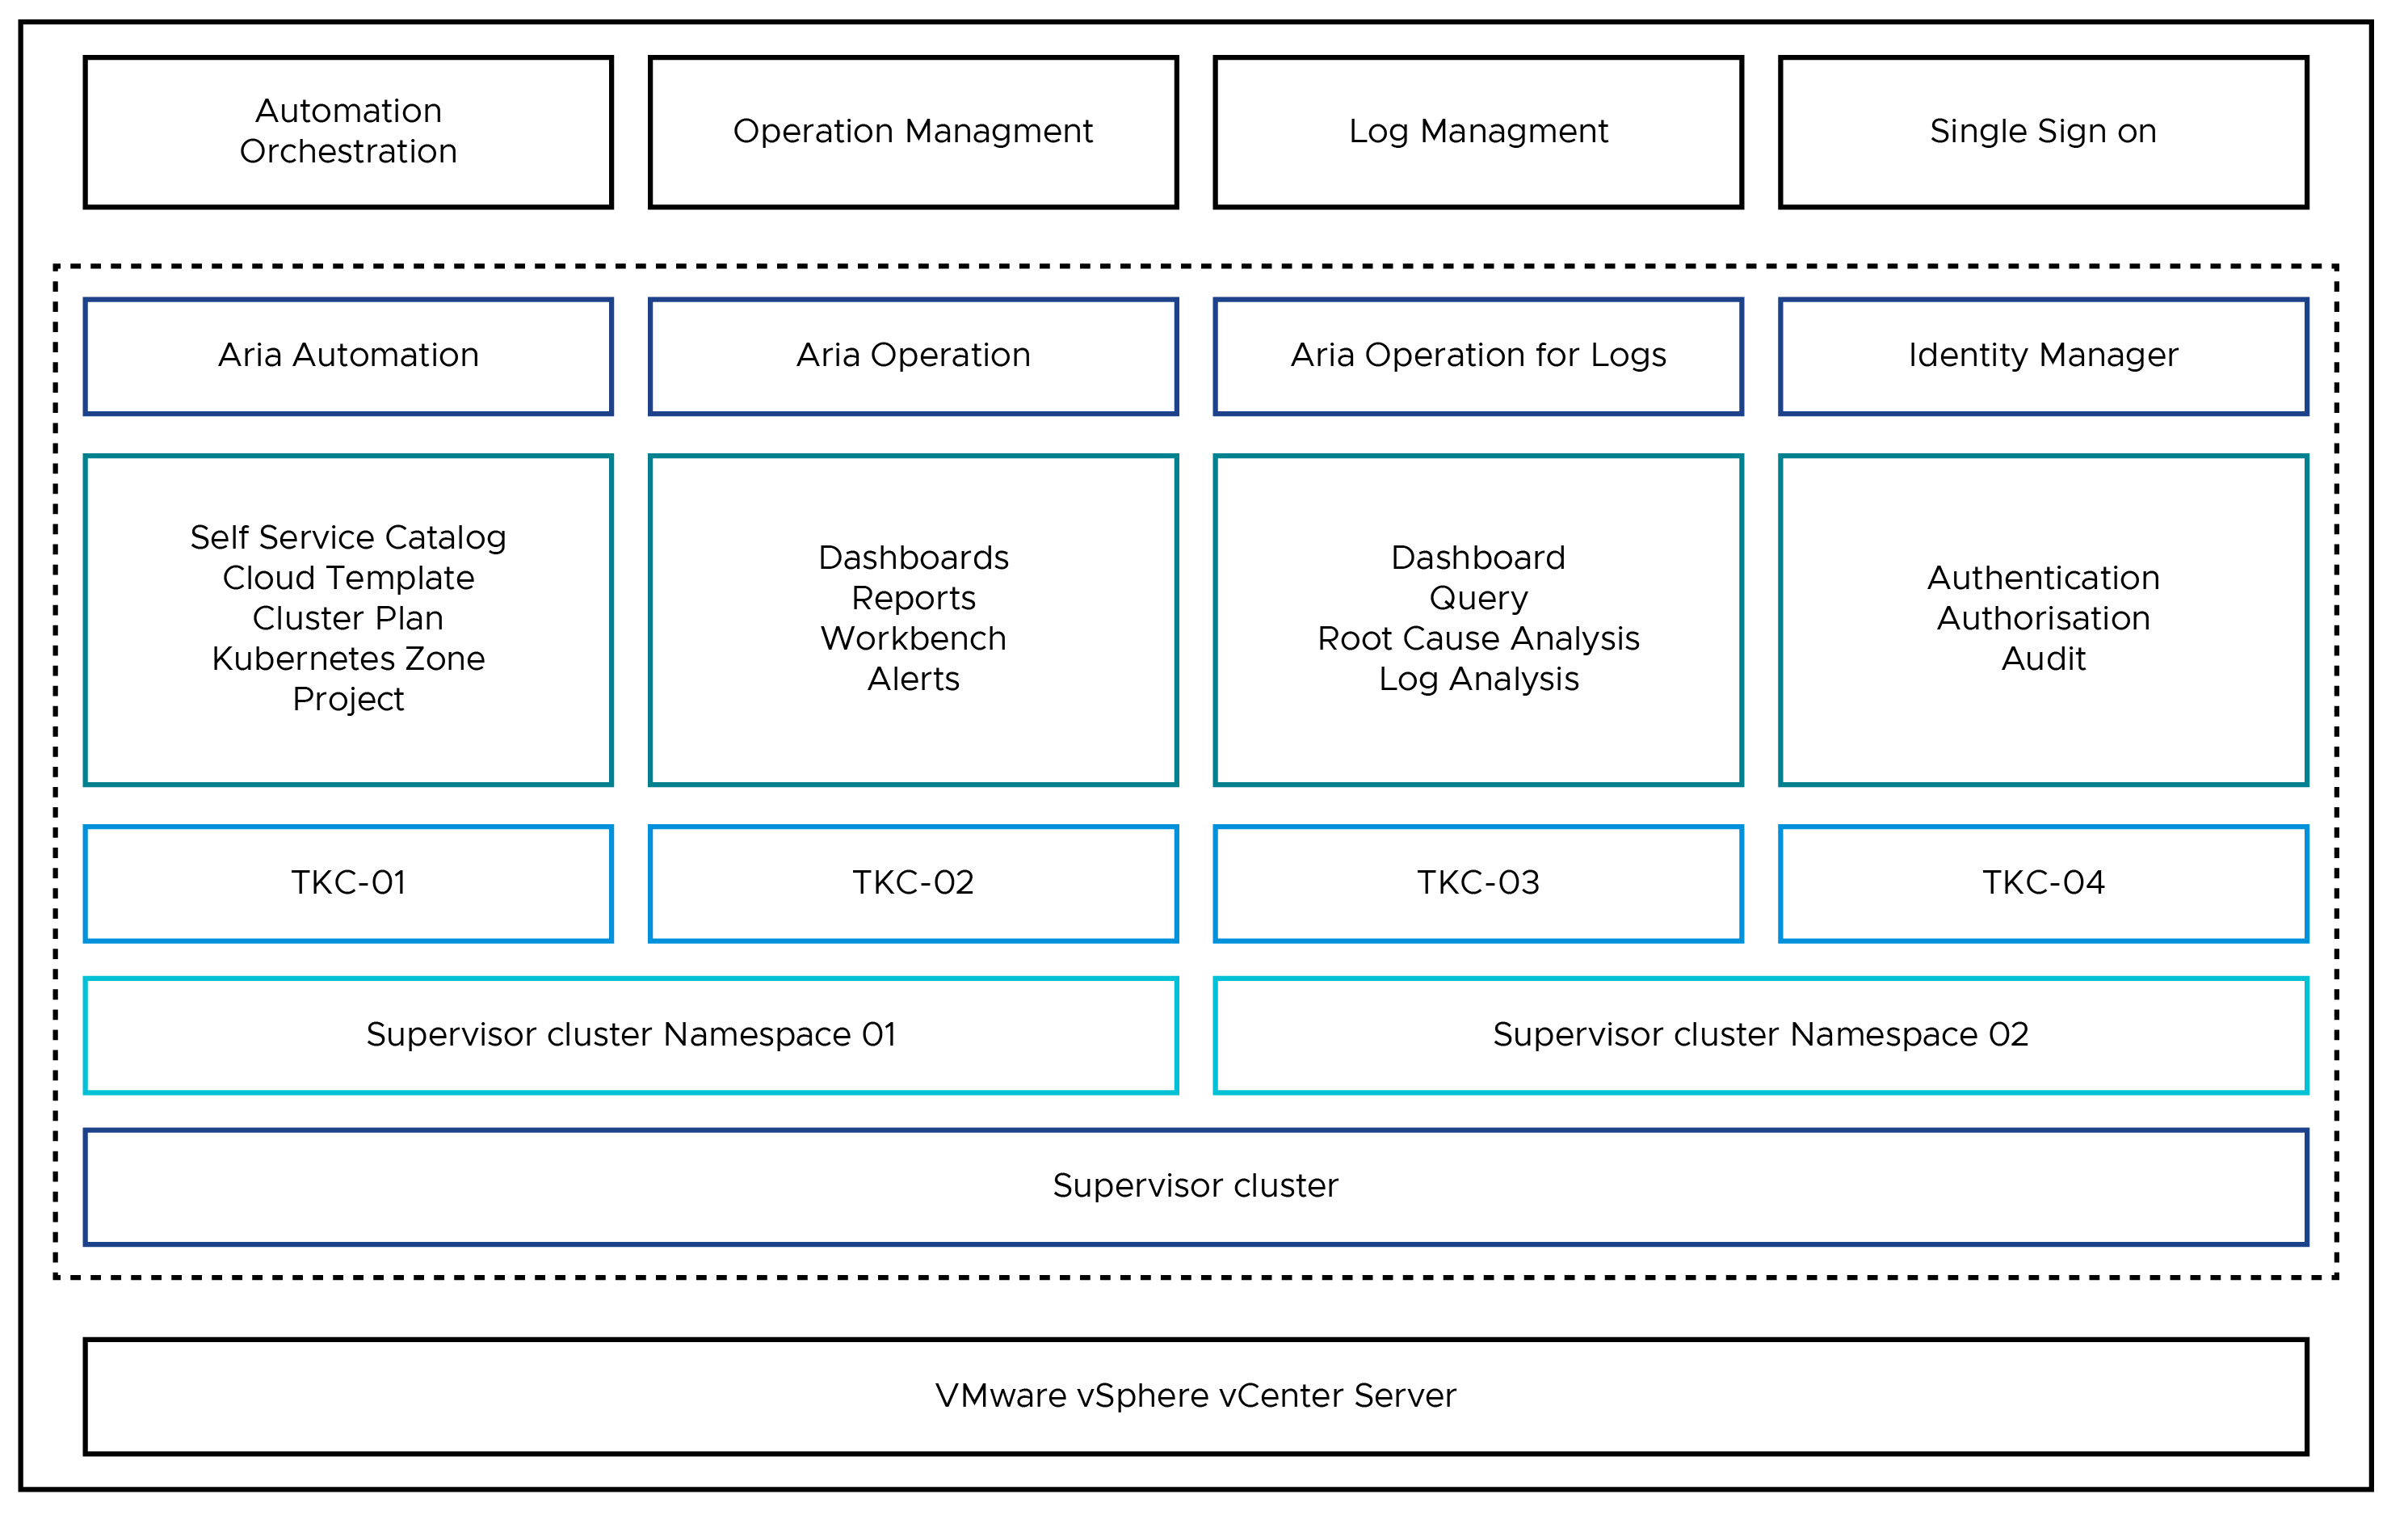 Automation
Orchestration
Operation Managment
Log Managment
Single Sign on
Aria Automation
Aria Operation
Aria Operation for Logs
Identity Manager
Self Service Catalog
Cloud Template
Cluster Plan
Kubernetes Zone
Project
Dashboards
Reports
Workbench
Alerts
Dashboard
Query
Root Cause Analysis
Log Analysis
Authentication
Authorisation
Audit
TKC-01
TKC-02
TKC-03
TKC-04
Supervisor cluster Namespace 01
Supervisor cluster Namespace 02
Supervisor cluster
VMware vSphere vCenter Server